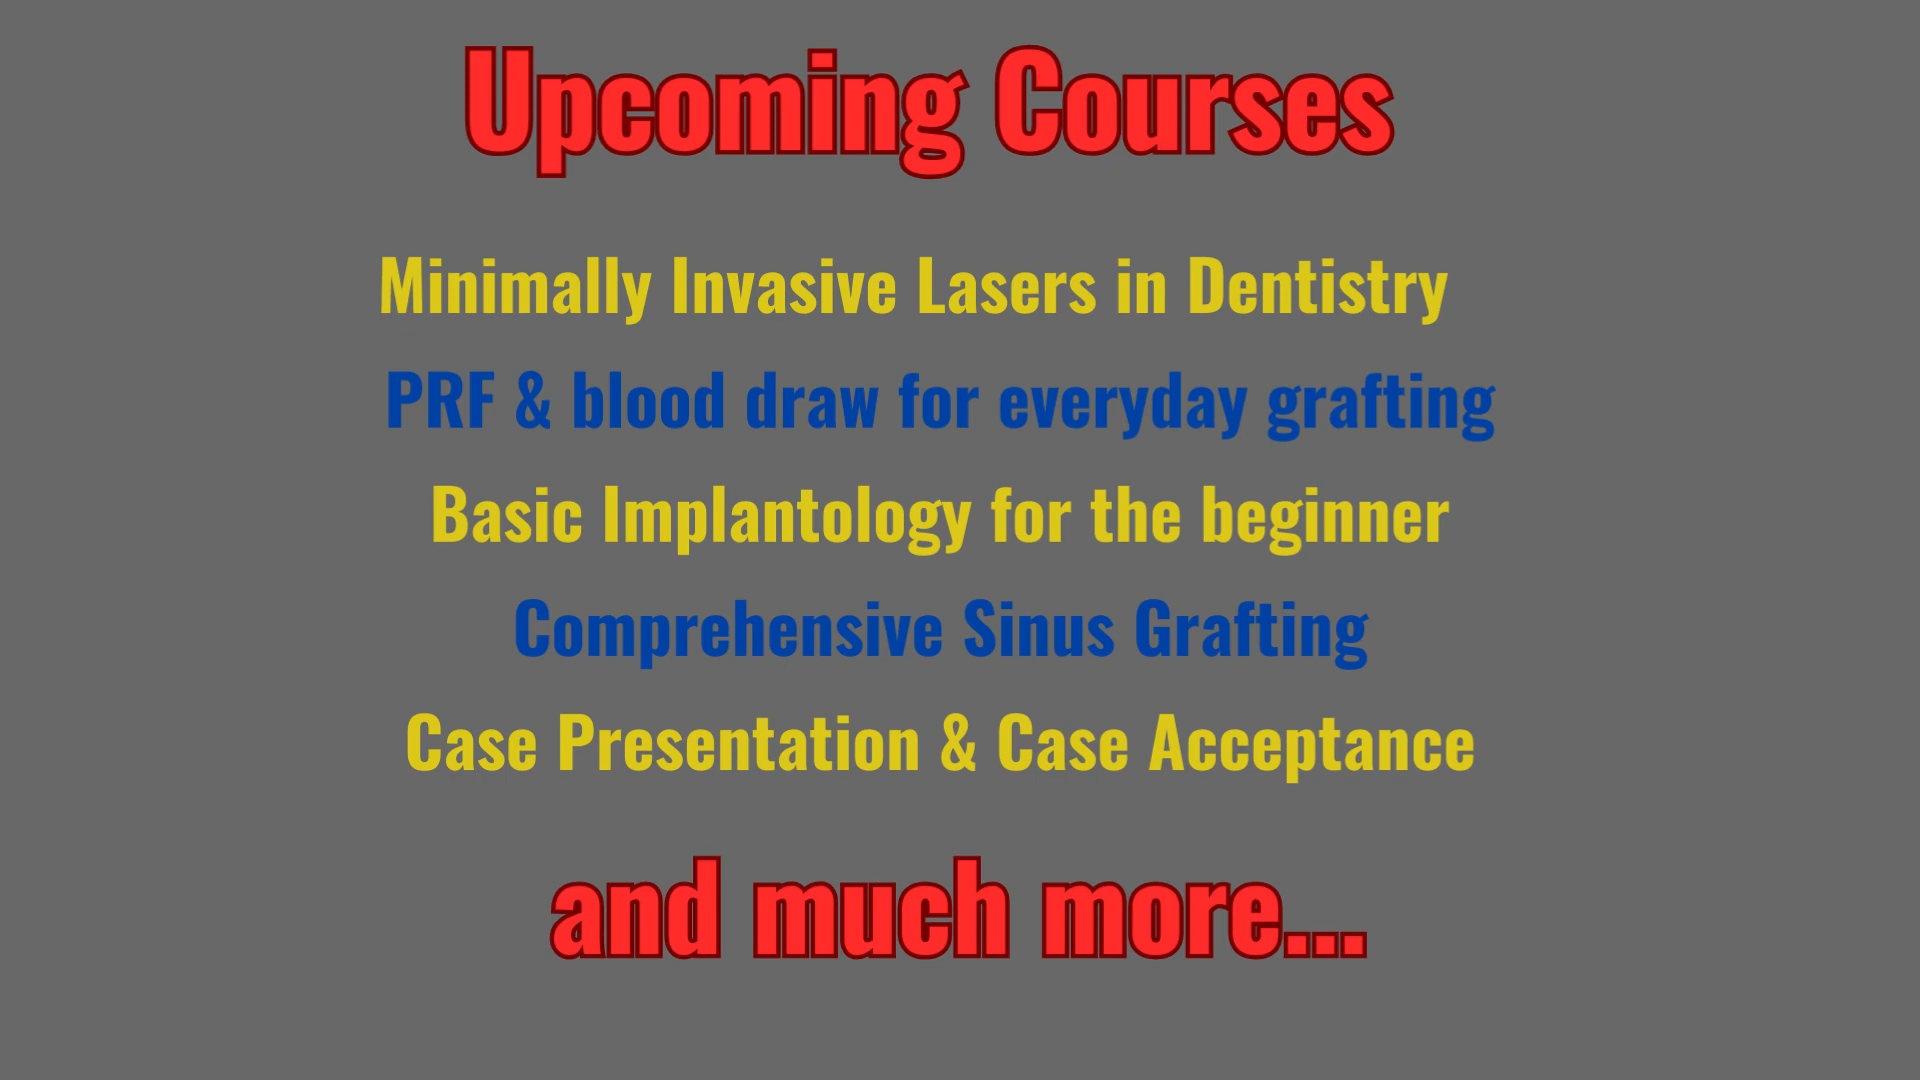 Upcoming Courses
Minimally Invasive Lasers in Dentistry
PRF & blood draw for everyday grafting
Basic Implantology for the beginner
Comprehensive Sinus Grafting
Case Presentation & Case Acceptance
and much more...